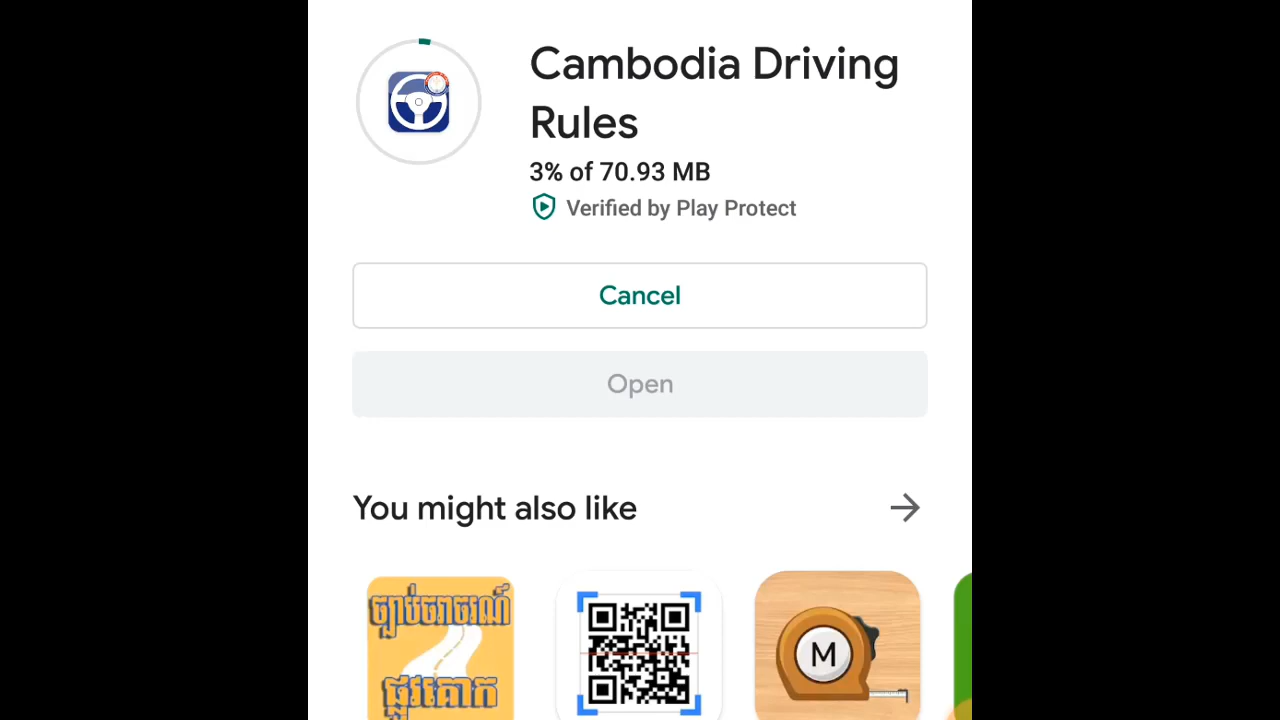 Cambodia Driving
Rules
3% of 70.93 MB
Verified by Play Protect
Cancel
Open
You might also like
ច្បាប់ចរាចរណ៍
ផ្លូវគោក
M